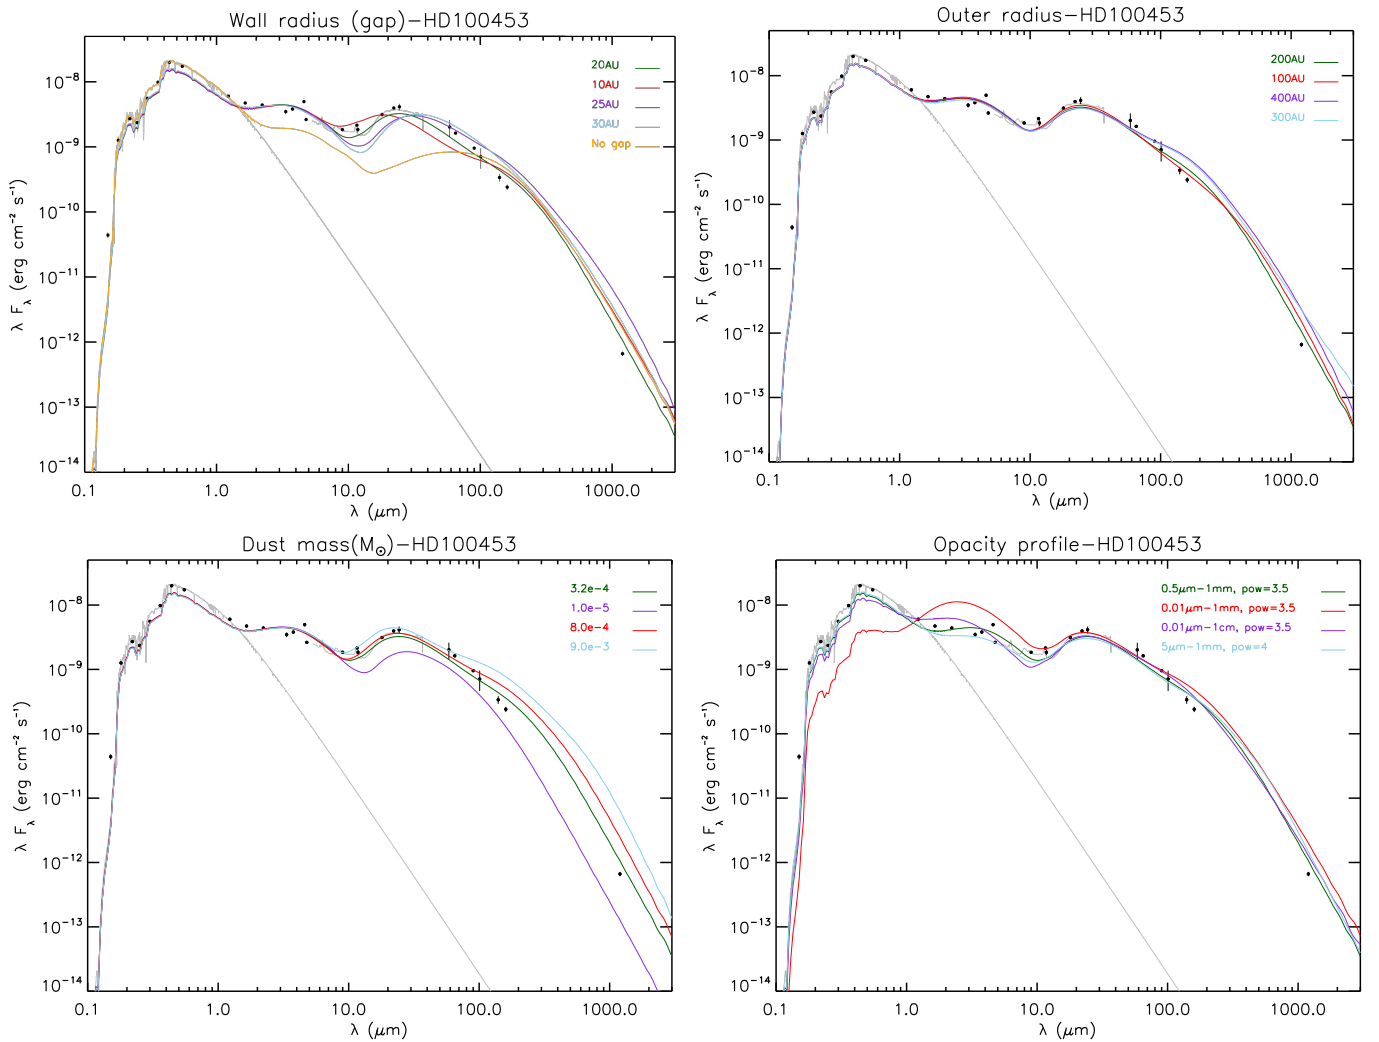 Wall radius (gap)−HD100453
20AU
10AU
25AU
30AU
No gap
10⁻⁸
10⁻⁹
10⁻¹⁰
10⁻¹¹
10⁻¹²
10⁻¹³
10⁻¹⁴
λ F_λ (erg cm⁻² s⁻¹)
0.1 1.0 10.0 100.0 1000.0
λ (μm)
Outer radius−HD100453
200AU
100AU
400AU
300AU
10⁻⁸
10⁻⁹
10⁻¹⁰
10⁻¹¹
10⁻¹²
10⁻¹³
10⁻¹⁴
λ F_λ (erg cm⁻² s⁻¹)
0.1 1.0 10.0 100.0 1000.0
λ (μm)
Dust mass(M☉)−HD100453
3.2e−4
1.0e−5
8.0e−4
9.0e−3
10⁻⁸
10⁻⁹
10⁻¹⁰
10⁻¹¹
10⁻¹²
10⁻¹³
10⁻¹⁴
λ F_λ (erg cm⁻² s⁻¹)
0.1 1.0 10.0 100.0 1000.0
λ (μm)
Opacity profile−HD100453
0.5μm−1mm, pow=3.5
0.01μm−1mm, pow=3.5
0.01μm−1cm, pow=3.5
5μm−1mm, pow=4
10⁻⁸
10⁻⁹
10⁻¹⁰
10⁻¹¹
10⁻¹²
10⁻¹³
10⁻¹⁴
λ F_λ (erg cm⁻² s⁻¹)
0.1 1.0 10.0 100.0 1000.0
λ (μm)